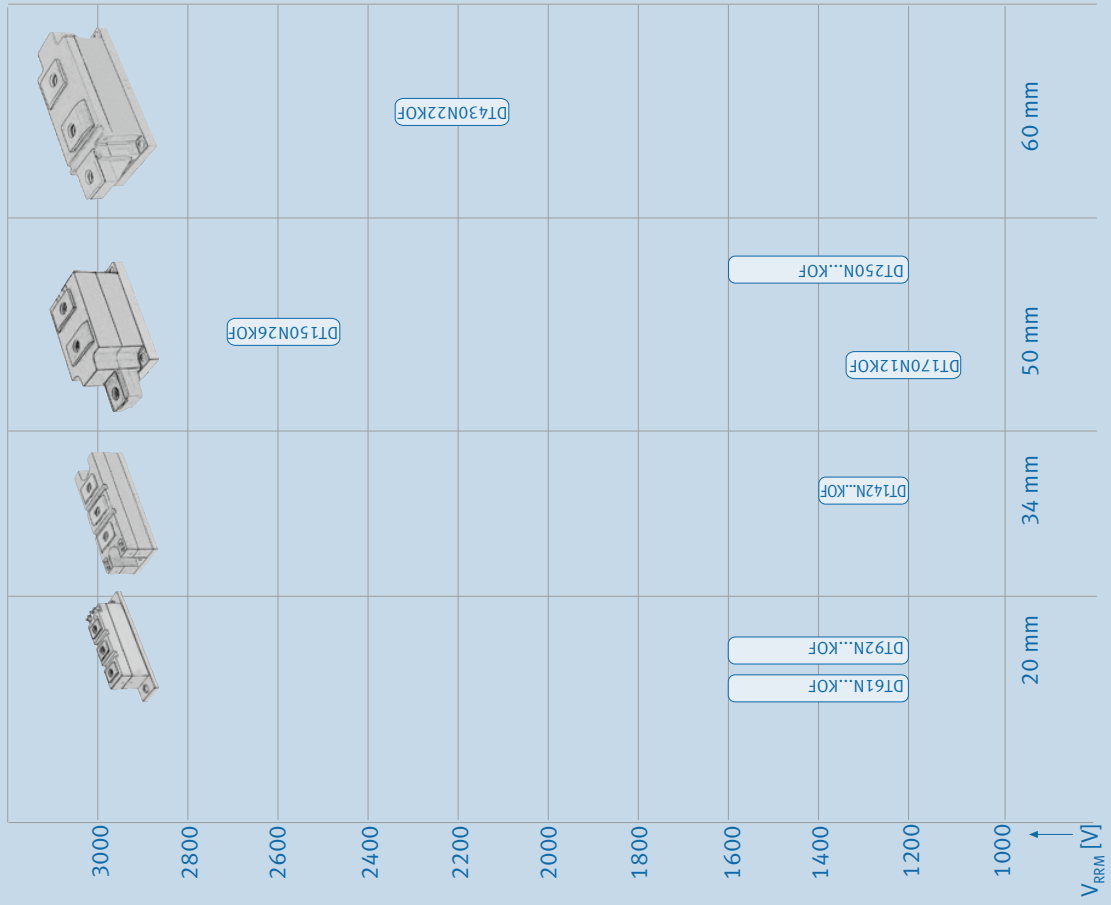 3000
2800
2600
2400
2200
2000
1800
1600
1400
1200
1000
VRRM [V]
DT61N...KOF
DT92N...KOF
DT142N...KOF
DT170N12KOF
DT150N26KOF
DT250N...KOF
DT430N22KOF
20 mm
34 mm
50 mm
60 mm